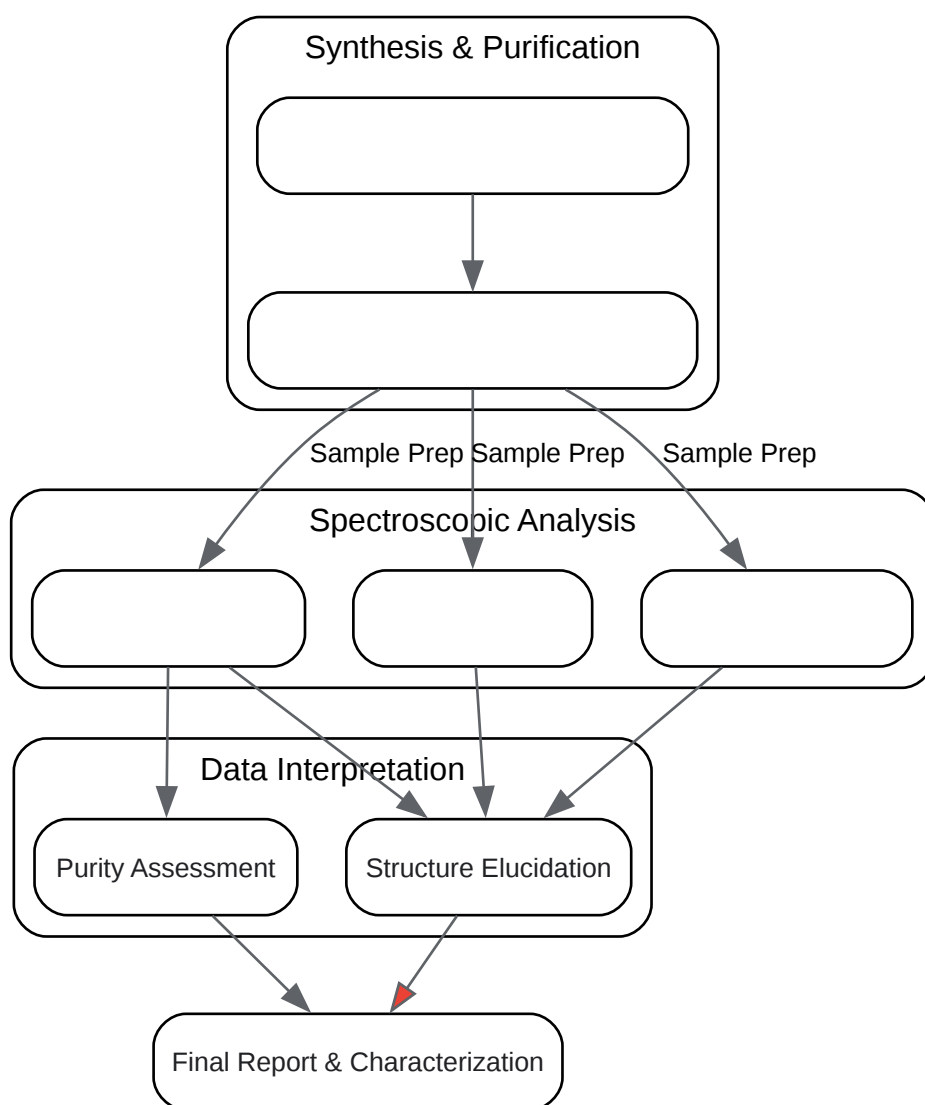 Synthesis & Purification
Sample Prep
Sample Prep
Sample Prep
Spectroscopic Analysis
Data Interpretation
Purity Assessment
Structure Elucidation
Final Report & Characterization